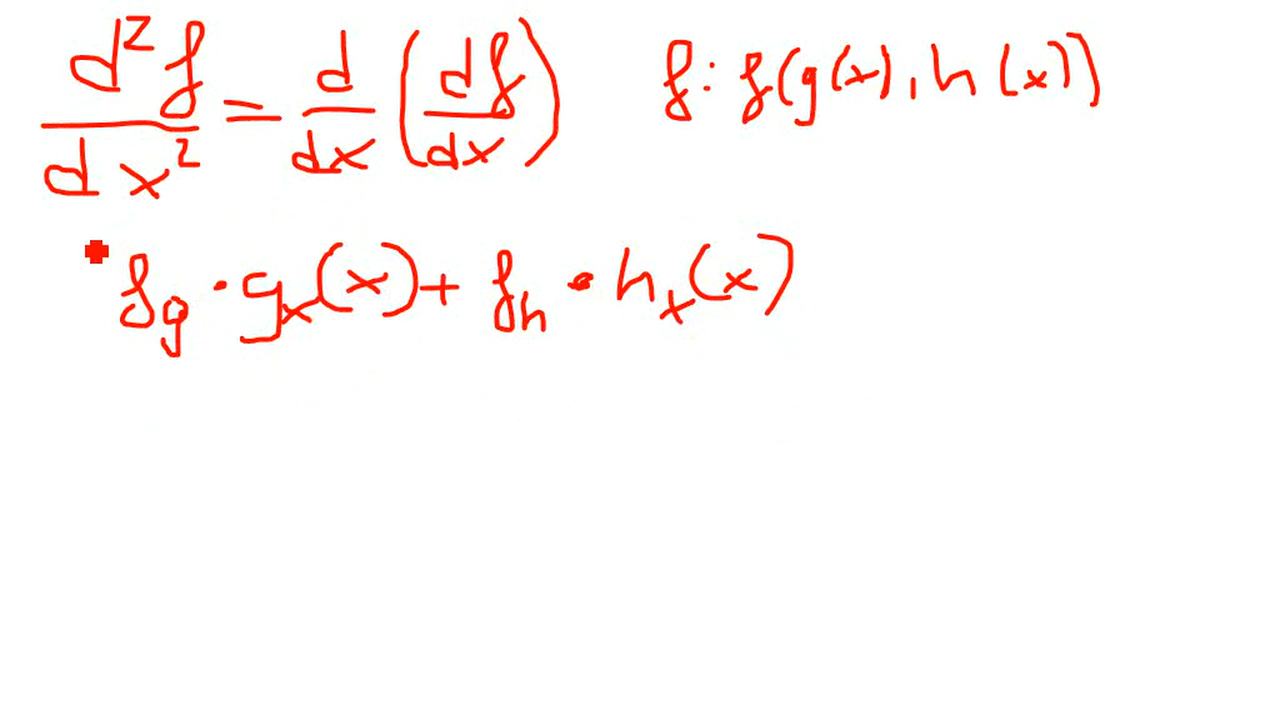 d²f/dx² = d/dx (df/dx) f: f(g(x), h(x))
f_g · g_x(x) + f_h · h_x(x)